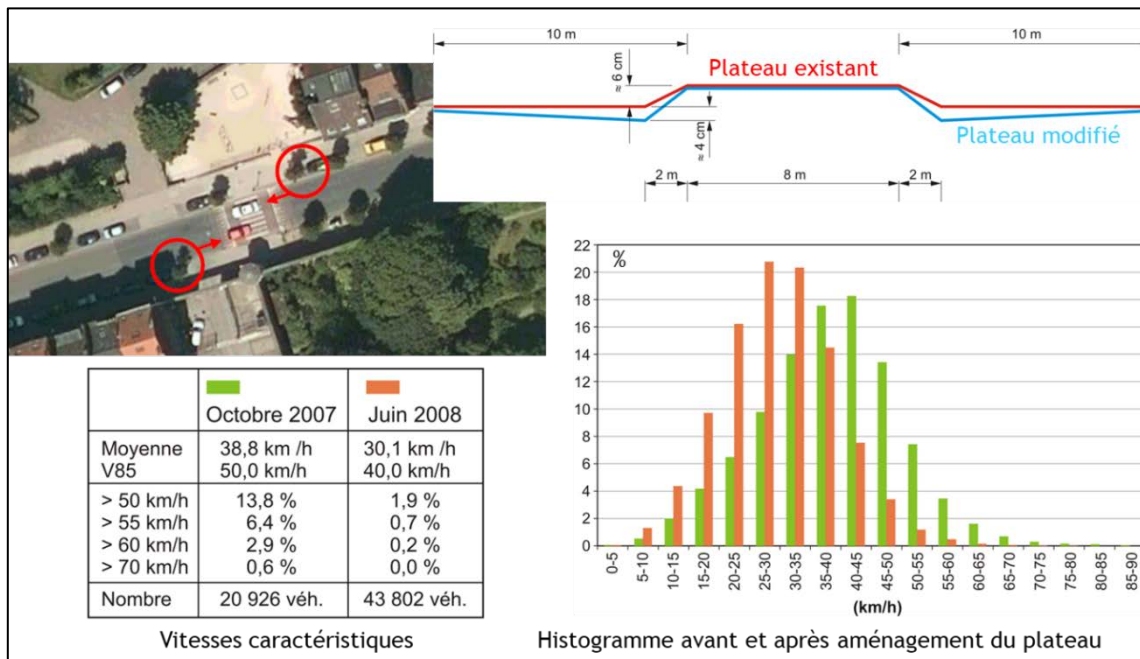 10 m
10 m
≈ 6 cm
Plateau existant
≈ 4 cm
Plateau modifié
2 m
8 m
2 m
Octobre 2007 Juin 2008
Moyenne 38,8 km /h 30,1 km /h
V85 50,0 km/h 40,0 km/h
> 50 km/h 13,8 % 1,9 %
> 55 km/h 6,4 % 0,7 %
> 60 km/h 2,9 % 0,2 %
> 70 km/h 0,6 % 0,0 %
Nombre 20 926 véh. 43 802 véh.
Vitesses caractéristiques
%
22
20
18
16
14
12
10
8
6
4
2
0
0-5 5-10 10-15 15-20 20-25 25-30 30-35 35-40 40-45 45-50 50-55 55-60 60-65 65-70 70-75 75-80 80-85 85-90
(km/h)
Histogramme avant et après aménagement du plateau